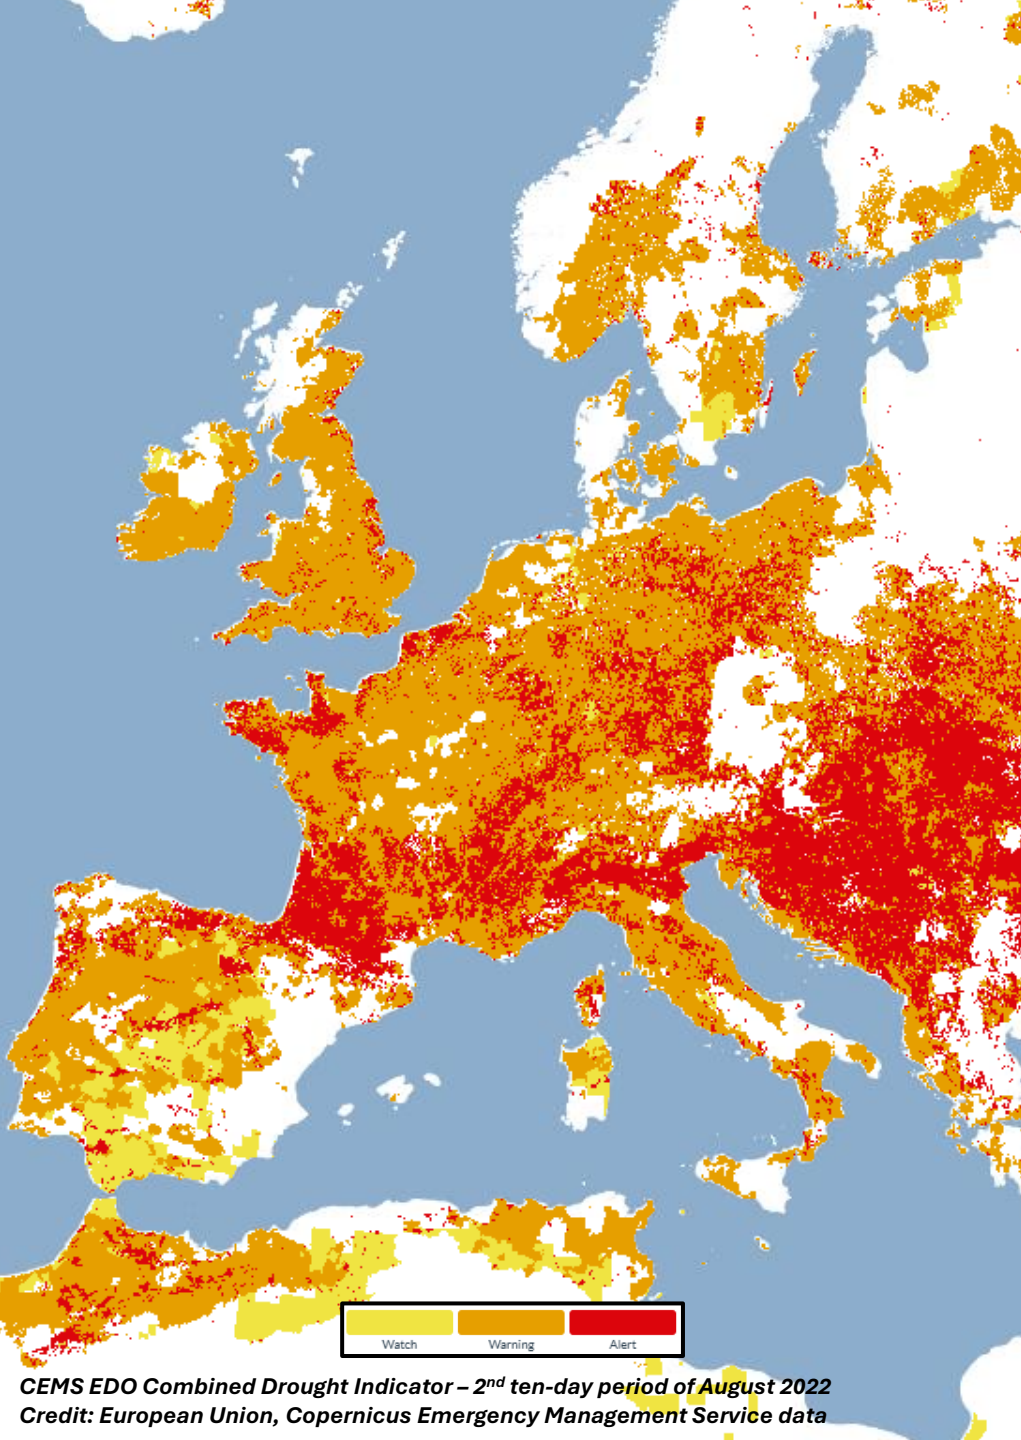 Watch Warning Alert
CEMS EDO Combined Drought Indicator – 2nd ten-day period of August 2022
Credit: European Union, Copernicus Emergency Management Service data